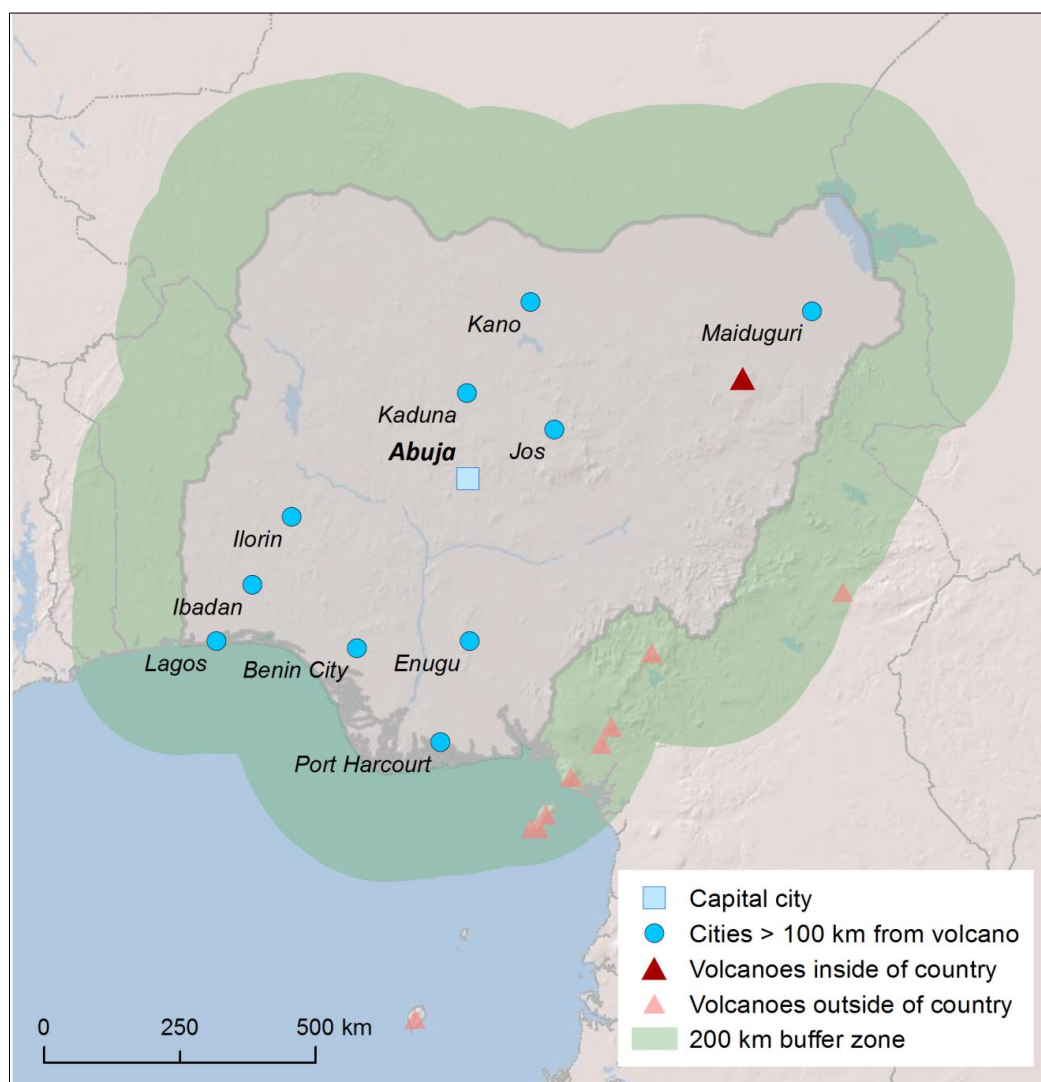 Kano
Maiduguri
Kaduna
Abuja
Jos
Ilorin
Ibadan
Lagos
Benin City
Enugu
Port Harcourt
Capital city
Cities > 100 km from volcano
Volcanoes inside of country
Volcanoes outside of country
200 km buffer zone
0 250 500 km